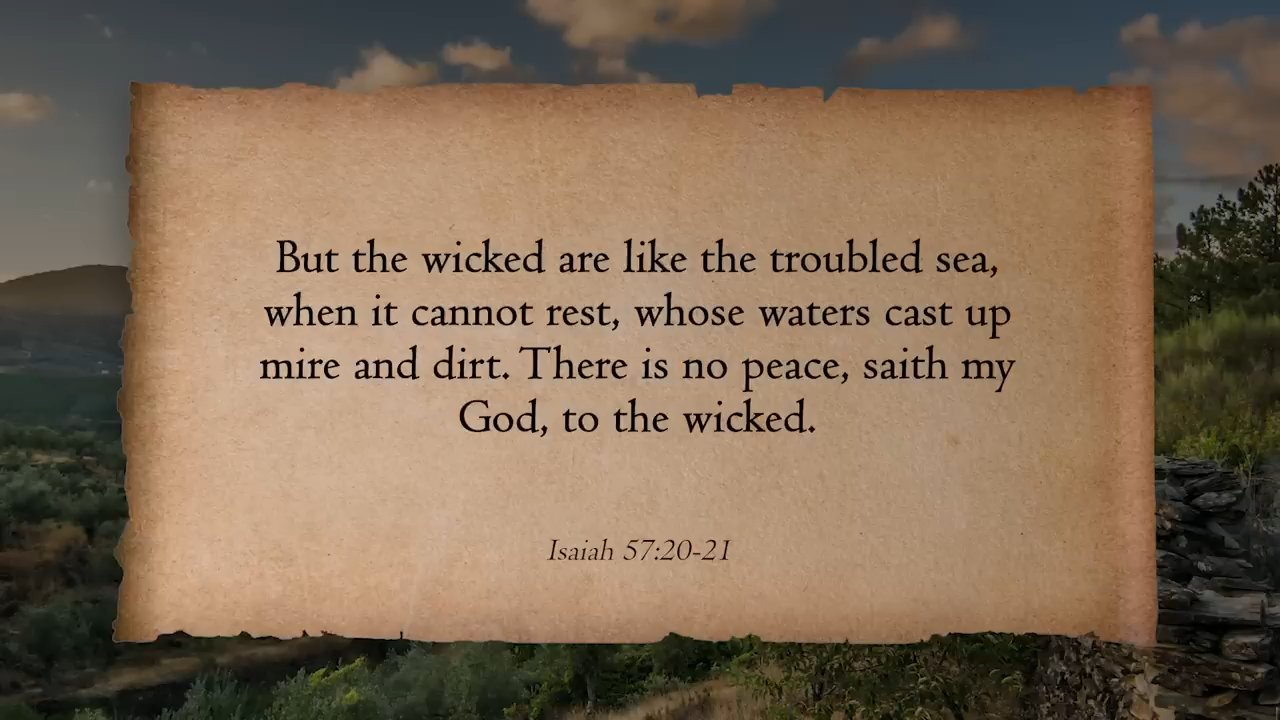 But the wicked are like the troubled sea,
when it cannot rest, whose waters cast up
mire and dirt. There is no peace, saith my
God, to the wicked.
Isaiah 57:20-21